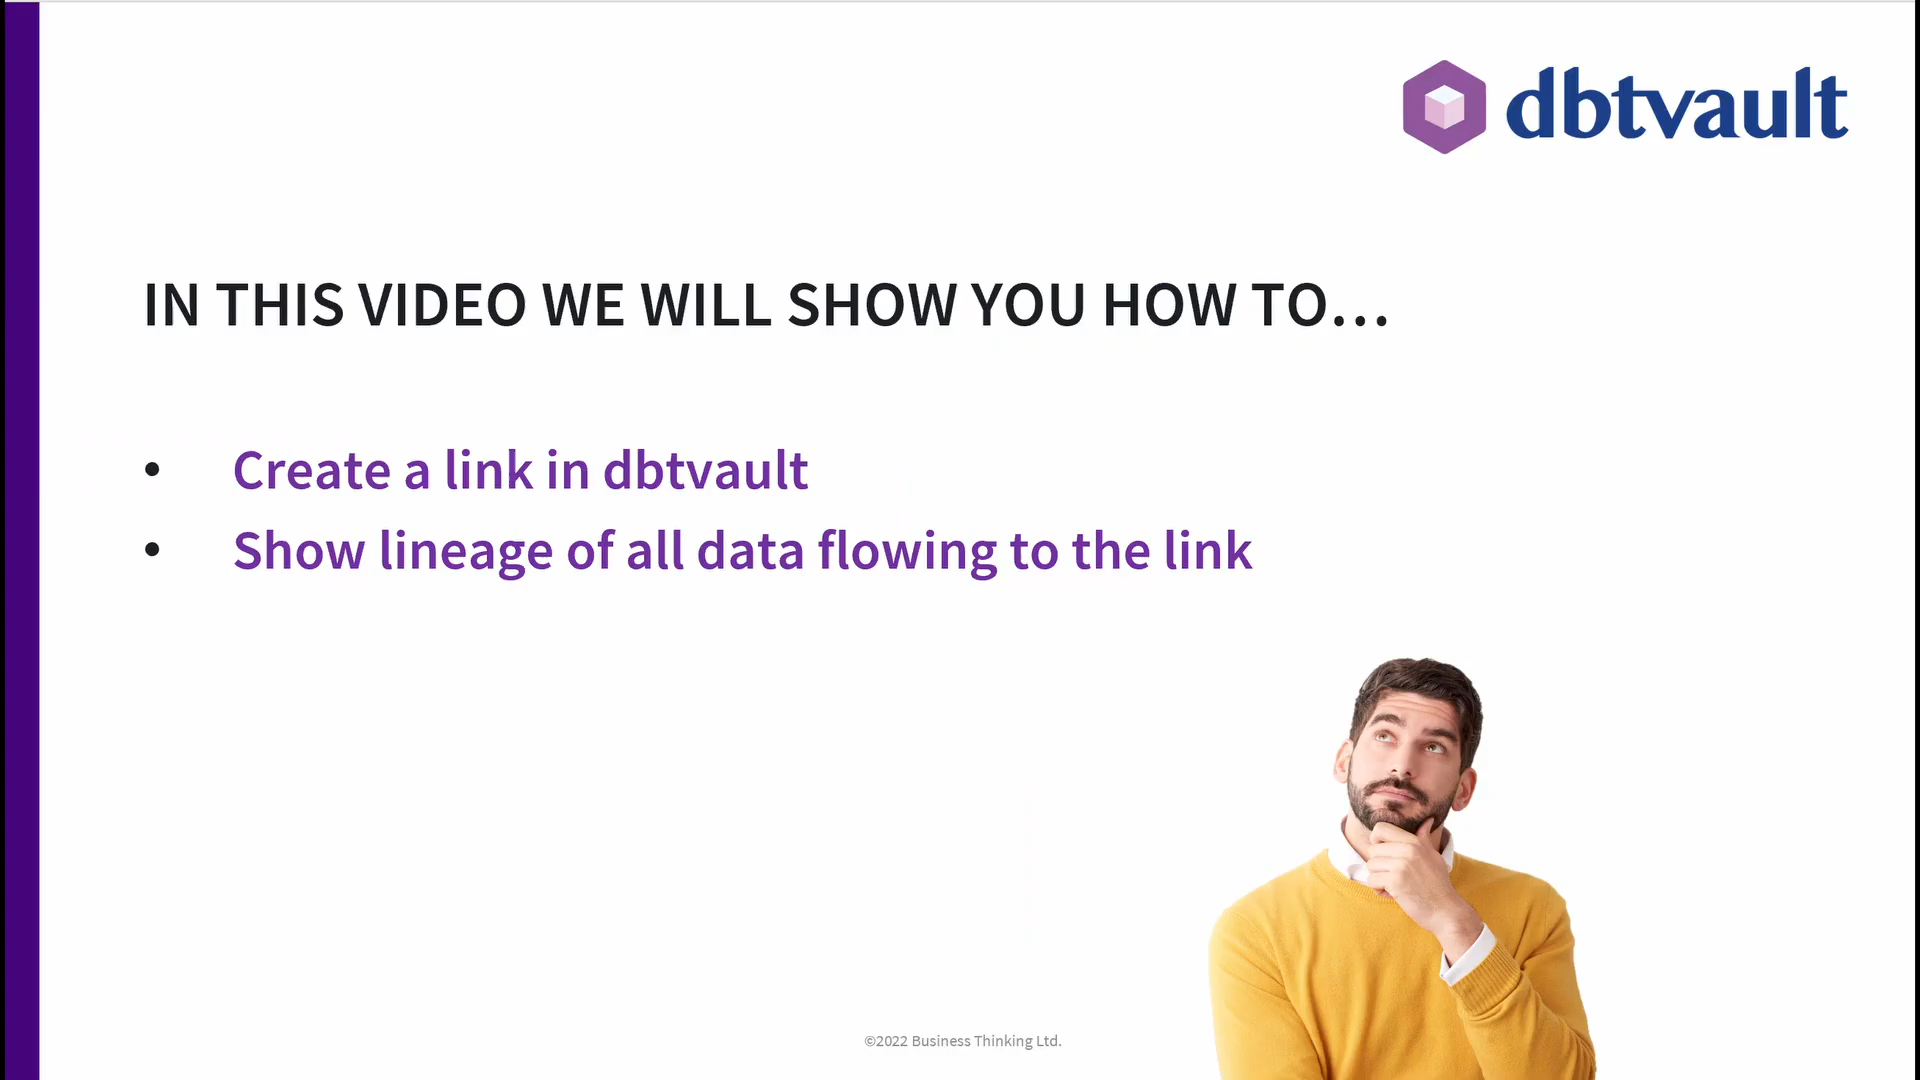 dbtvault
IN THIS VIDEO WE WILL SHOW YOU HOW TO...
• Create a link in dbtvault
• Show lineage of all data flowing to the link
©2022 Business Thinking Ltd.